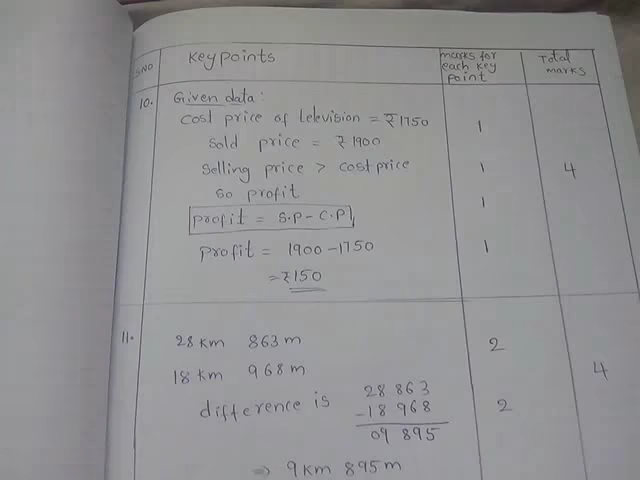 S.NO Key points marks for each key point Total marks
10. Given data:
cost price of television = ₹1750 1
Sold price = ₹1900
Selling price > cost price 1 4
so profit
profit = S.P - C.P 1
profit = 1900 - 1750 1
= ₹150
11. 28 km 863 m 2
18 km 968 m 4
difference is 28 863
-18 968 2
09 895
⇒ 9 km 895 m